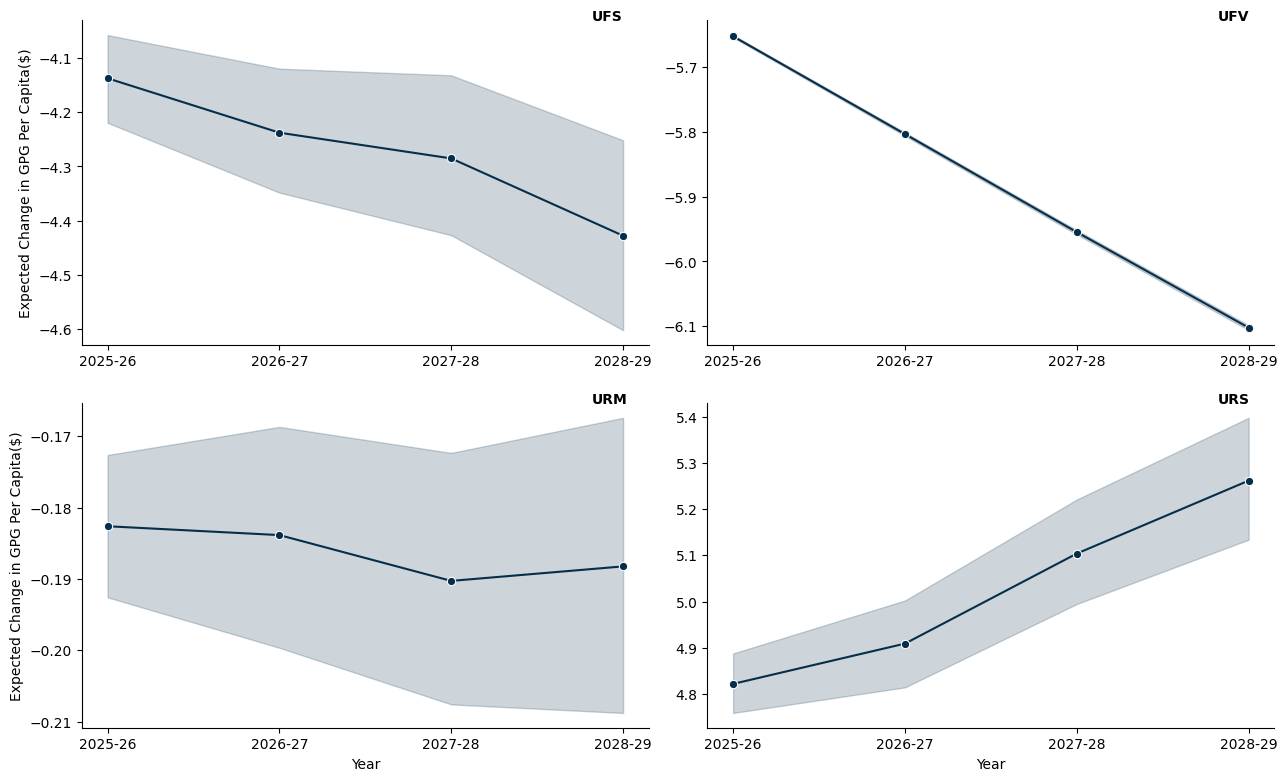 UFS
Expected Change in GPG Per Capita($)
−4.1
−4.2
−4.3
−4.4
−4.5
−4.6
2025-26 2026-27 2027-28 2028-29
UFV
−5.7
−5.8
−5.9
−6.0
−6.1
2025-26 2026-27 2027-28 2028-29
URM
Expected Change in GPG Per Capita($)
−0.17
−0.18
−0.19
−0.20
−0.21
2025-26 2026-27 2027-28 2028-29
Year
URS
5.4
5.3
5.2
5.1
5.0
4.9
4.8
2025-26 2026-27 2027-28 2028-29
Year